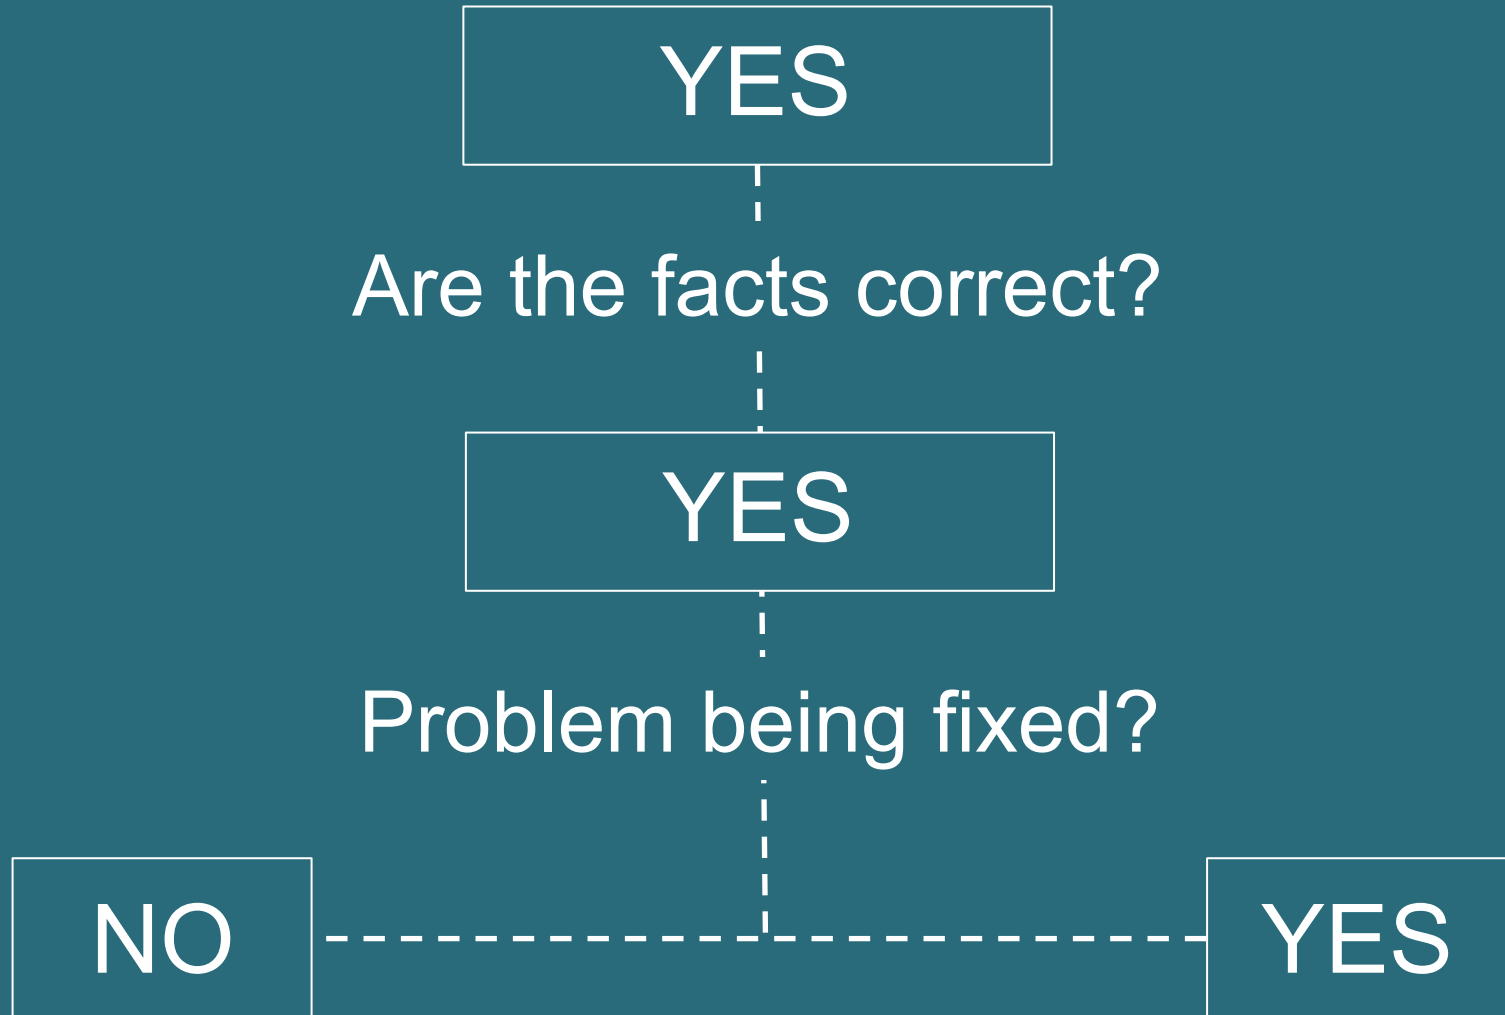 YES
Are the facts correct?
YES
Problem being fixed?
NO
YES